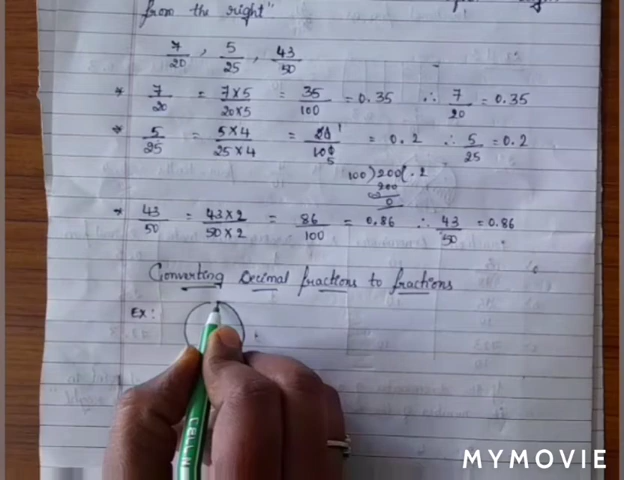 from the right"
7/20 , 5/25 , 43/50
* 7/20 = 7×5/20×5 = 35/100 = 0.35 ∴ 7/20 = 0.35
* 5/25 = 5×4/25×4 = 20 1/100 5 = 0.2 ∴ 5/25 = 0.2
100)200(.2
200
0
* 43/50 = 43×2/50×2 = 86/100 = 0.86 ∴ 43/50 = 0.86
Converting Decimal fractions to fractions
Ex:
CELL N
MYMOVIE